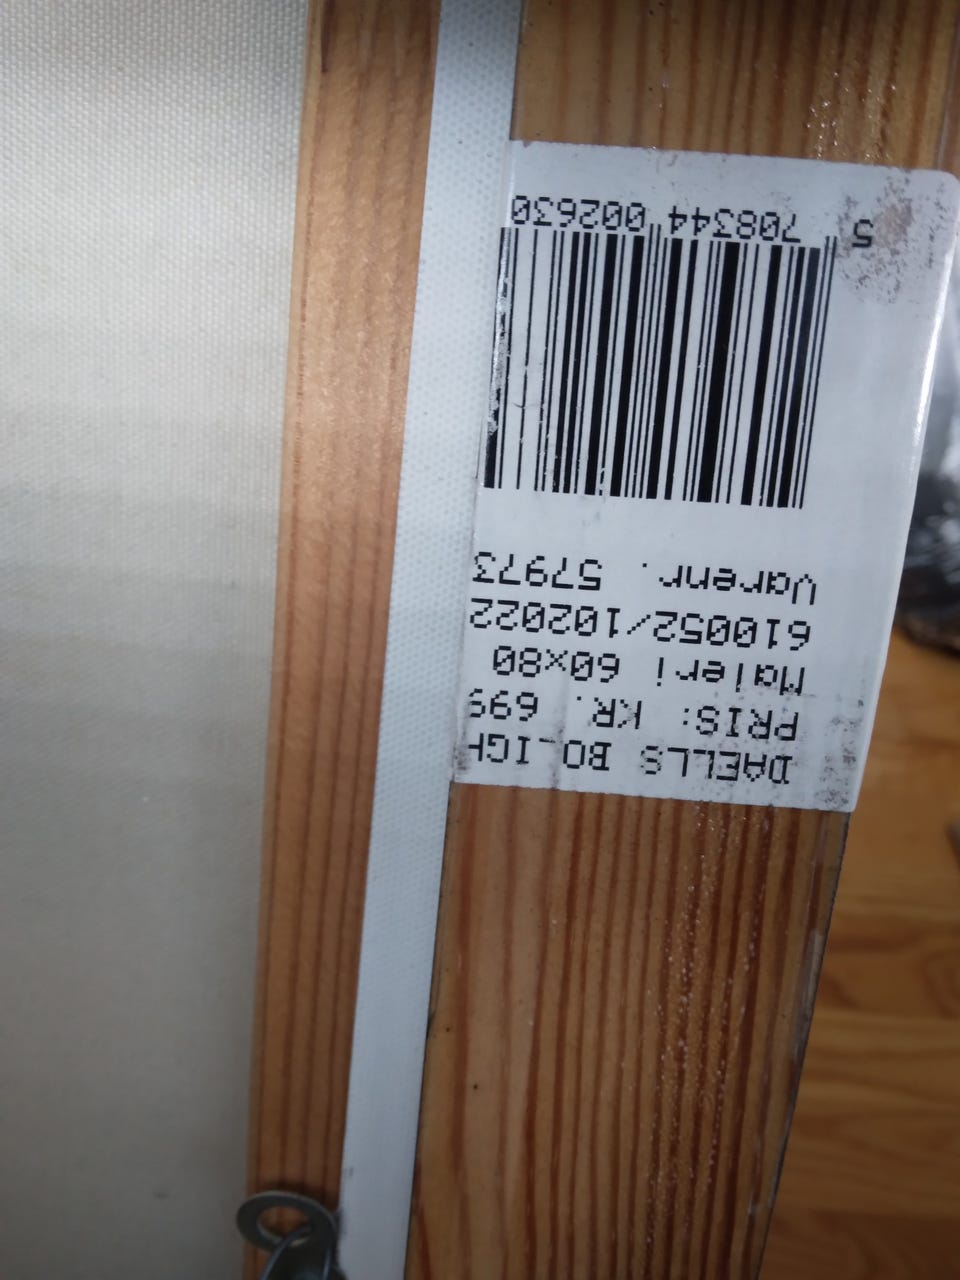 DAELLS BOLIGH
PRIS: KR. 699
Maleri 60x80
610052/102022
Varenr. 57973
5 708344 002630